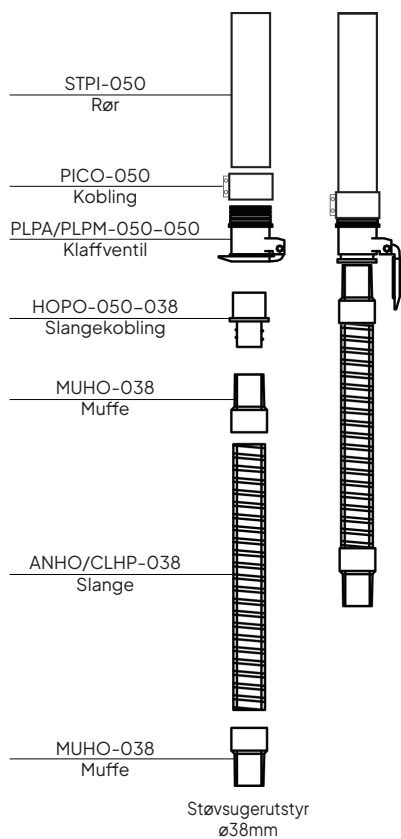 STPI-050
Rør
PICO-050
Kobling
PLPA/PLPM-050-050
Klaffventil
HOPO-050-038
Slangekobling
MUHO-038
Muffe
ANHO/CLHP-038
Slange
MUHO-038
Muffe
Støvsugerutstyr
ø38mm